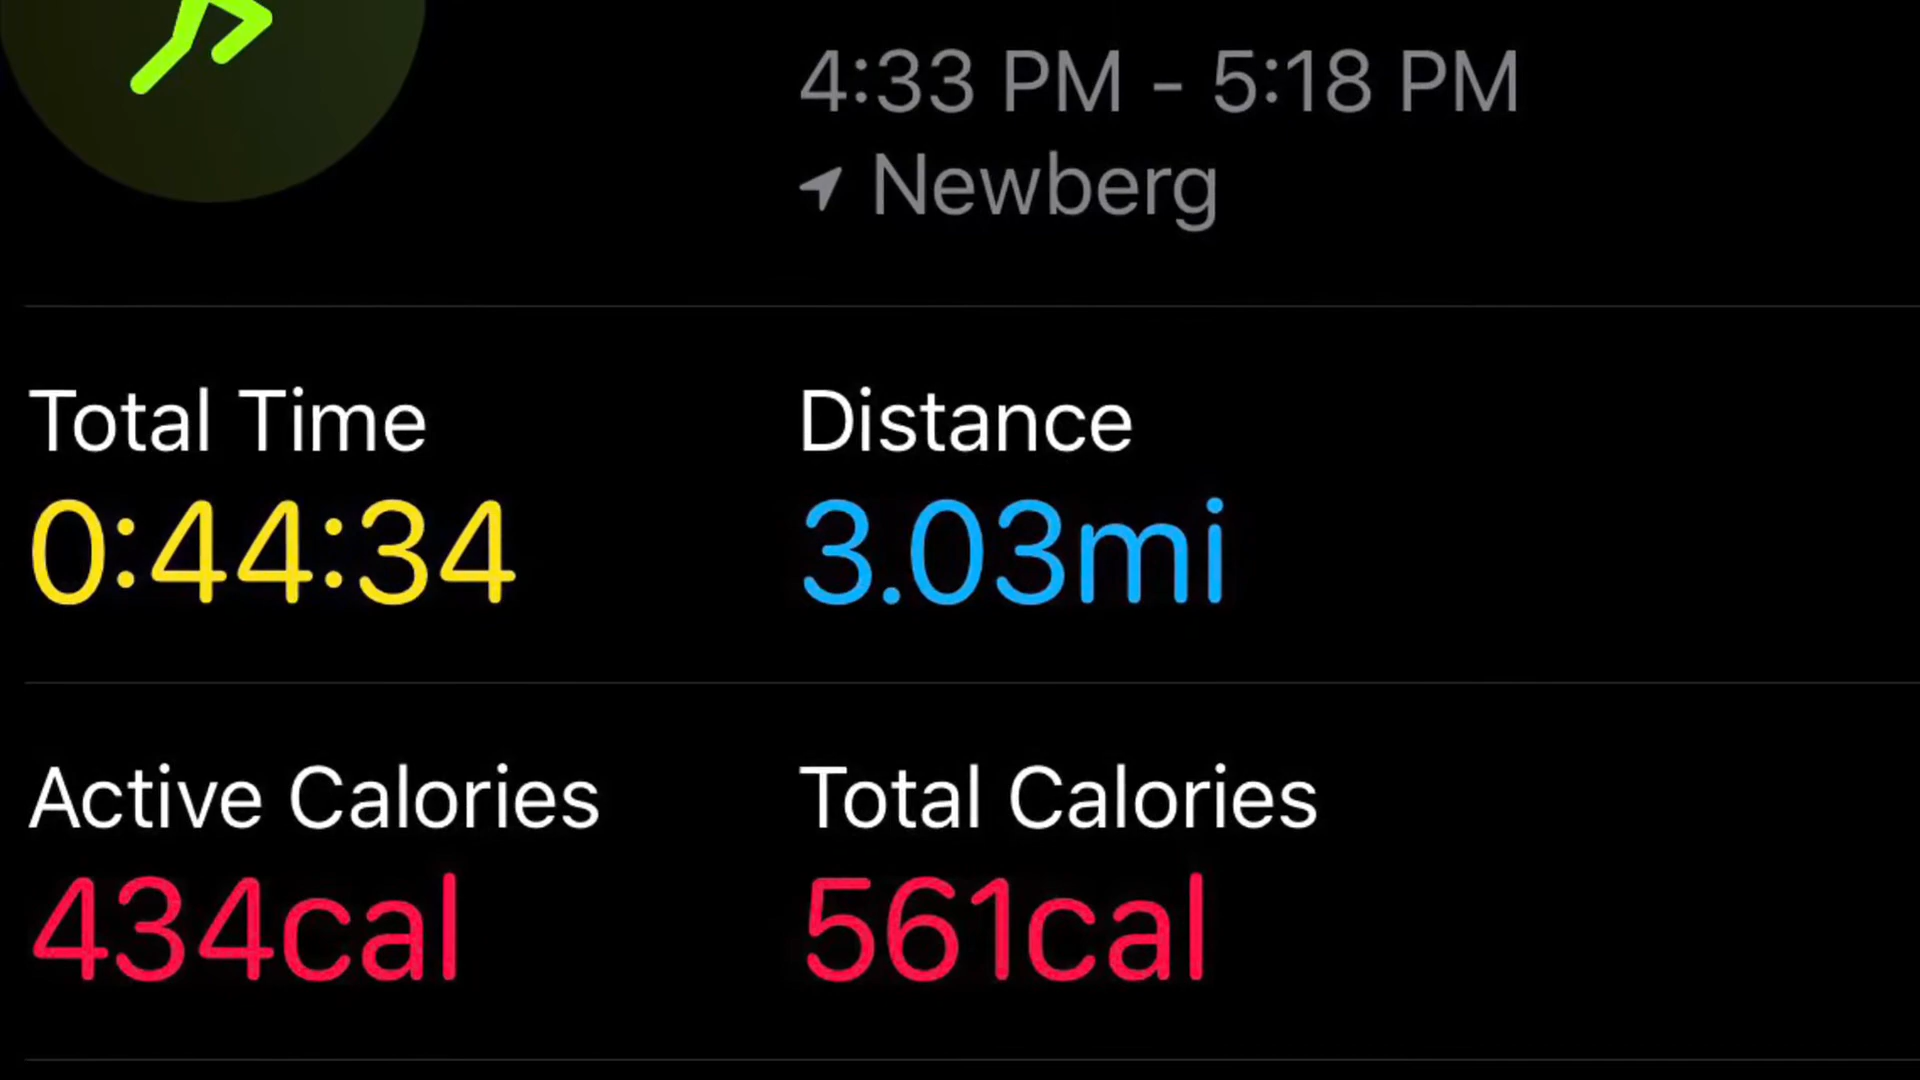 4:33 PM - 5:18 PM
Newberg
Total Time
Distance
0:44:34
3.03mi
Active Calories
Total Calories
434cal
561cal